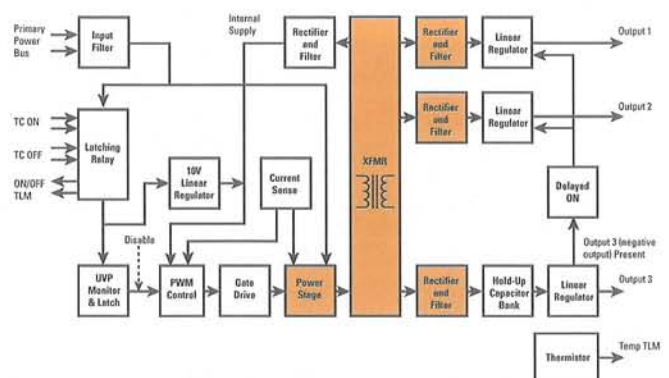 Primary
Power
Bus
Input
Filter
Internal
Supply
Rectifier
and
Filter
Rectifier
and
Filter
Linear
Regulator
Output 1
Rectifier
and
Filter
Linear
Regulator
Output 2
TC ON
TC OFF
ON/OFF
TLM
Latching
Relay
10V
Linear
Regulator
Current
Sense
XFMR
Delayed
ON
Disable
Output 3 (negative
output) Present
UVP
Monitor
& Latch
PWM
Control
Gate
Drive
Power
Stage
Rectifier
and
Filter
Hold-Up
Capacitor
Bank
Linear
Regulator
Output 3
Thermistor
Temp TLM